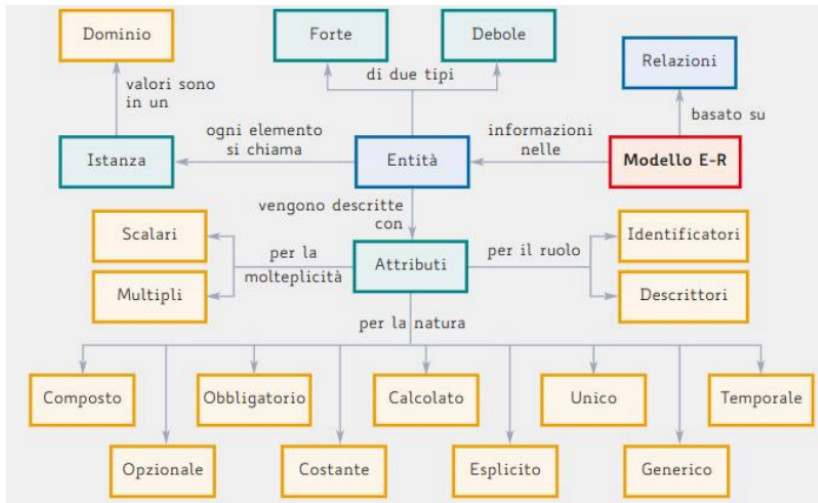 Dominio
Forte
Debole
Relazioni
di due tipi
valori sono
in un
basato su
ogni elemento
si chiama
informazioni
nelle
Istanza
Entità
Modello E-R
vengono descritte
con
Scalari
per la
molteplicità
Attributi
per il ruolo
Identificatori
Multipli
Descrittori
per la natura
Composto
Obbligatorio
Calcolato
Unico
Temporale
Opzionale
Costante
Esplicito
Generico